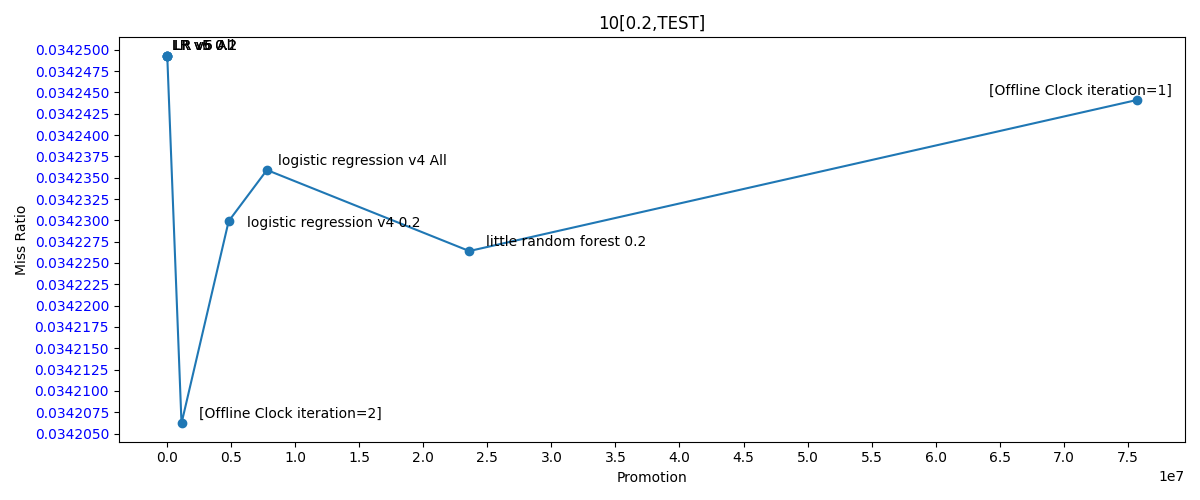 10[0.2,TEST]
0.0342500
0.0342475
0.0342450
0.0342425
0.0342400
0.0342375
0.0342350
0.0342325
0.0342300
0.0342275
0.0342250
0.0342225
0.0342200
0.0342175
0.0342150
0.0342125
0.0342100
0.0342075
0.0342050
Miss Ratio
[Offline Clock iteration=1]
logistic regression v4 All
logistic regression v4 0.2
little random forest 0.2
[Offline Clock iteration=2]
0.0 0.5 1.0 1.5 2.0 2.5 3.0 3.5 4.0 4.5 5.0 5.5 6.0 6.5 7.0 7.5
1e7
Promotion